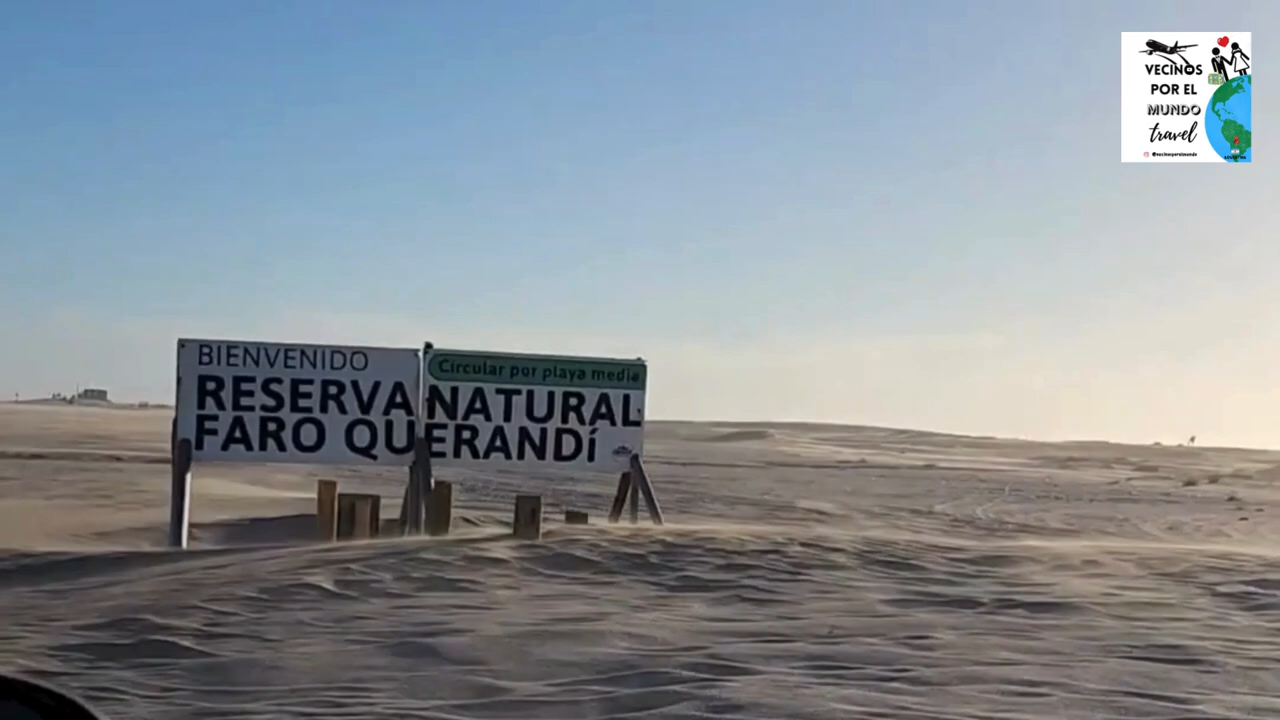 BIENVENIDO
Circular por playa media
RESERVA NATURAL
FARO QUERANDí
VECINOS
POR EL
MUNDO
travel